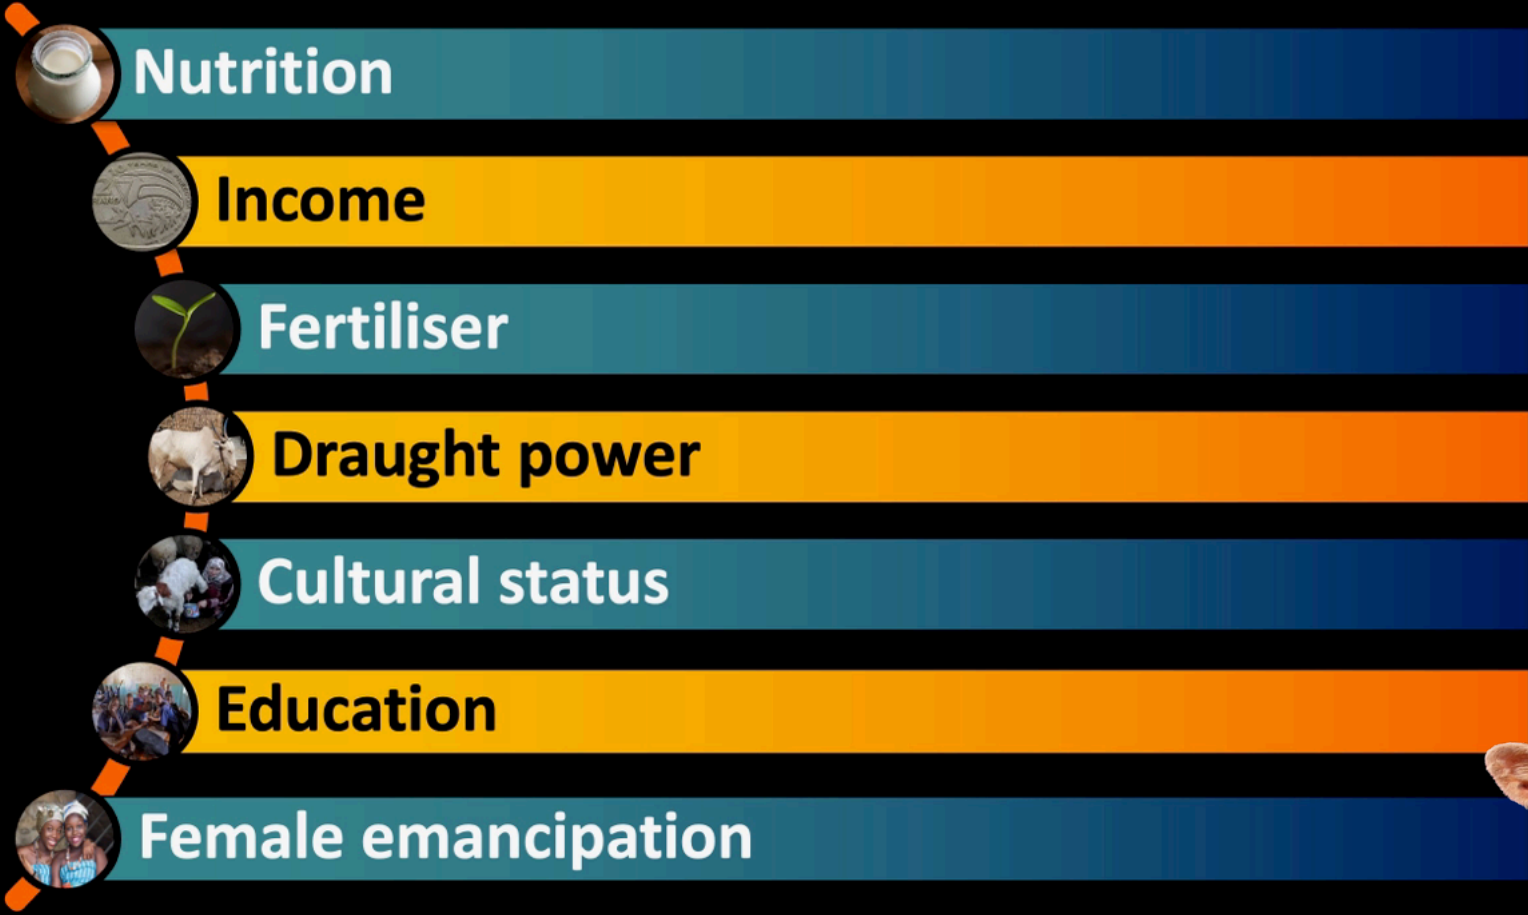 Nutrition
Income
Fertiliser
Draught power
Cultural status
Education
Female emancipation